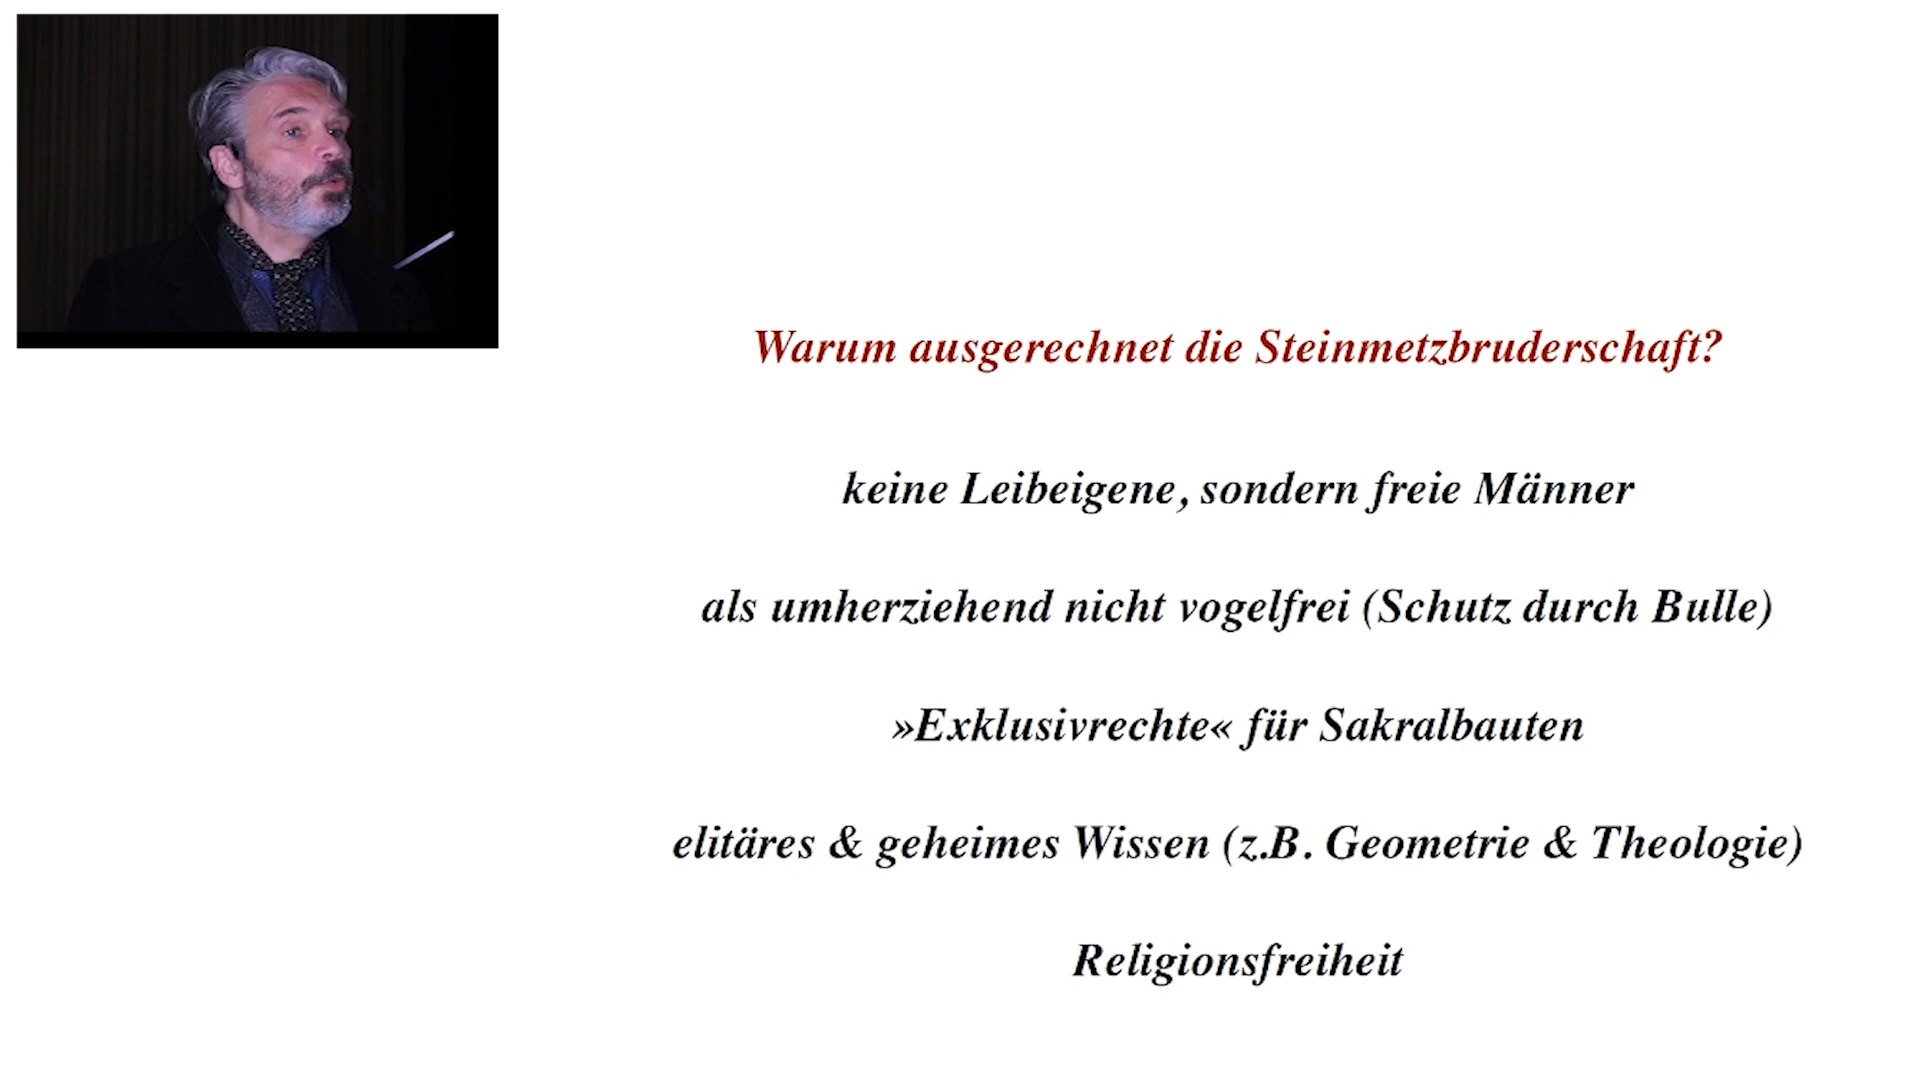 Warum ausgerechnet die Steinmetzbruderschaft?
keine Leibeigene, sondern freie Männer
als umherziehend nicht vogelfrei (Schutz durch Bulle)
»Exklusivrechte« für Sakralbauten
elitäres & geheimes Wissen (z.B. Geometrie & Theologie)
Religionsfreiheit